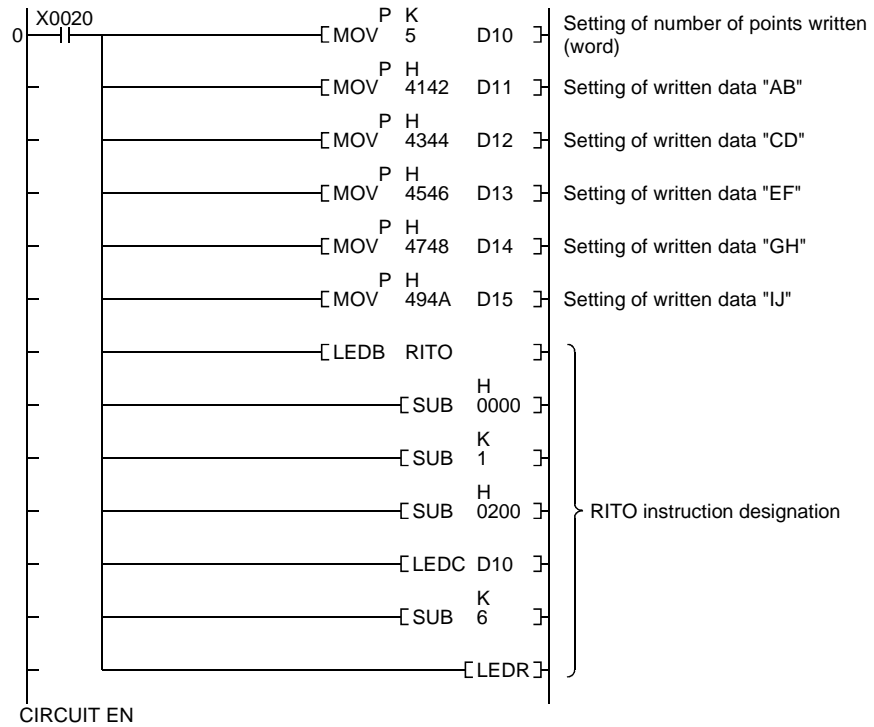 X0020 P K
0 MOV 5 D10 Setting of number of points written
(word)
P H
MOV 4142 D11 Setting of written data "AB"
P H
MOV 4344 D12 Setting of written data "CD"
P H
MOV 4546 D13 Setting of written data "EF"
P H
MOV 4748 D14 Setting of written data "GH"
P H
MOV 494A D15 Setting of written data "IJ"
LEDB RITO
H
SUB 0000
K
SUB 1
H
SUB 0200 RITO instruction designation
LEDC D10
K
SUB 6
LEDR
CIRCUIT EN